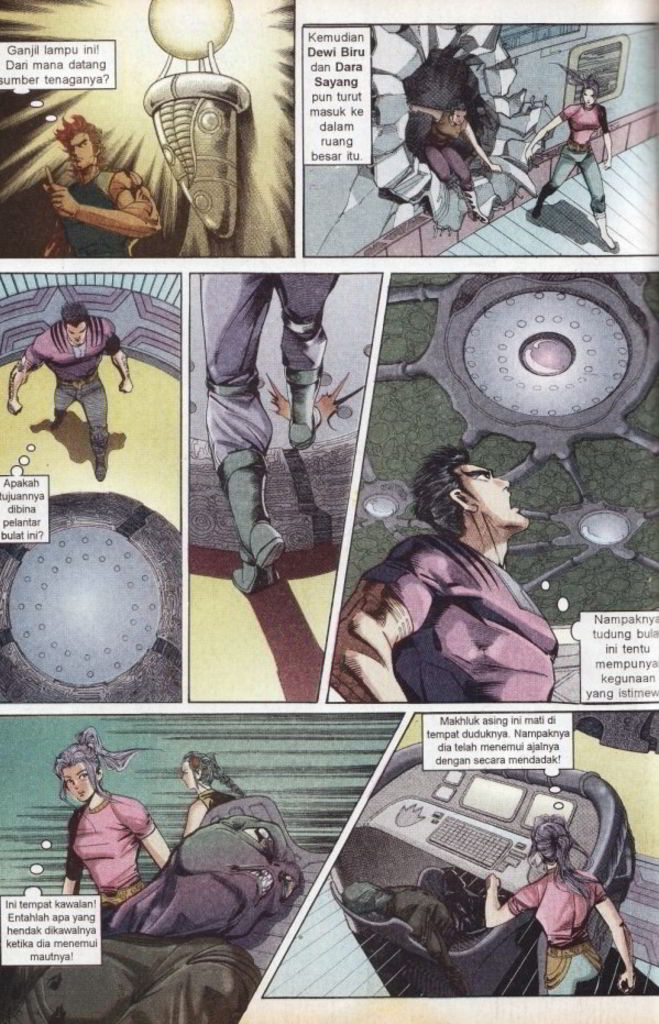 Ganjil lampu ini!
Dari mana datang
sumber tenaganya?
Kemudian
Dewi Biru
dan Dara
Sayang
pun turut
masuk ke
dalam
ruang
besar itu.
Apakah
tujuannya
dibina
pelantar
bulat ini?
Nampaknya
tudung bula
ini tentu
mempunya
kegunaan
yang istimew
Ini tempat kawalan!
Entahlah apa yang
hendak dikawalnya
ketika dia menemui
mautnya!
Makhluk asing ini mati di
tempat duduknya. Nampaknya
dia telah menemui ajalnya
dengan secara mendadak!